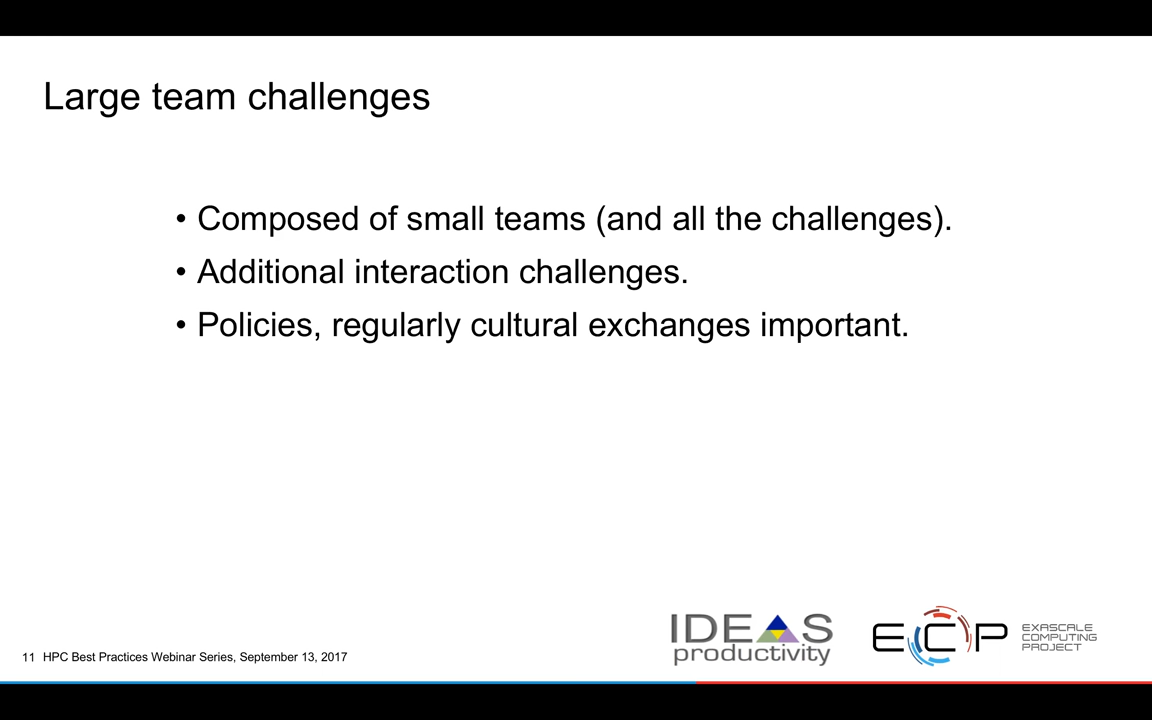 Large team challenges
• Composed of small teams (and all the challenges).
• Additional interaction challenges.
• Policies, regularly cultural exchanges important.
11 HPC Best Practices Webinar Series, September 13, 2017
IDEAS
productivity
ECP
EXASCALE
COMPUTING
PROJECT